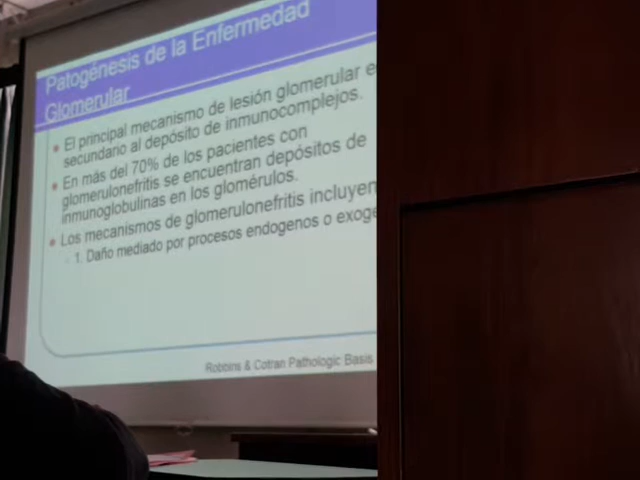 Patogénesis de la Enfermedad
Glomerular
El principal mecanismo de lesión glomerular e
secundario al depósito de inmunocomplejos.
En más del 70% de los pacientes con
glomerulonefritis se encuentran depósitos de
inmunoglobulinas en los glomérulos.
Los mecanismos de glomerulonefritis incluyen
1. Daño mediado por procesos endogenos o exoge
Robbins & Cotran Pathologic Basis